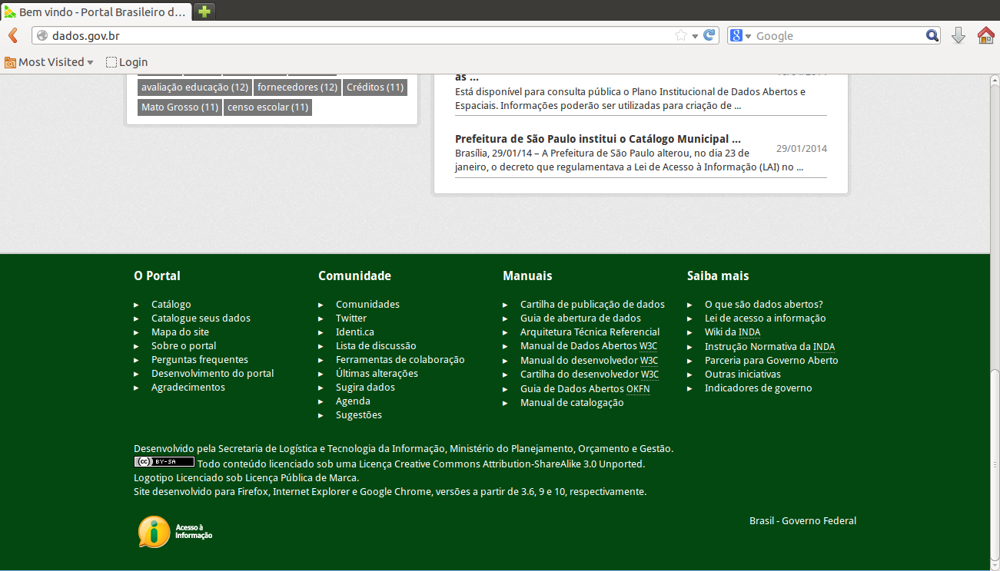 Bem vindo - Portal Brasileiro d...
dados.gov.br
Google
Most Visited
Login
avaliação educação (12) fornecedores (12) Créditos (11)
Mato Grosso (11) censo escolar (11)
as ...
Está disponível para consulta pública o Plano Institucional de Dados Abertos e
Espaciais. Informações poderão ser utilizadas para criação de ...
Prefeitura de São Paulo institui o Catálogo Municipal ...
29/01/2014
Brasília, 29/01/14 – A Prefeitura de São Paulo alterou, no dia 23 de
janeiro, o decreto que regulamentava a Lei de Acesso à Informação (LAI) no ...
O Portal
Catálogo
Catalogue seus dados
Mapa do site
Sobre o portal
Perguntas frequentes
Desenvolvimento do portal
Agradecimentos
Comunidade
Comunidades
Twitter
Identi.ca
Lista de discussão
Ferramentas de colaboração
Últimas alterações
Sugira dados
Agenda
Sugestões
Manuais
Cartilha de publicação de dados
Guia de abertura de dados
Arquitetura Técnica Referencial
Manual de Dados Abertos W3C
Manual do desenvolvedor W3C
Cartilha do desenvolvedor W3C
Guia de Dados Abertos OKFN
Manual de catalogação
Saiba mais
O que são dados abertos?
Lei de acesso a informação
Wiki da INDA
Instrução Normativa da INDA
Parceria para Governo Aberto
Outras iniciativas
Indicadores de governo
Desenvolvido pela Secretaria de Logística e Tecnologia da Informação, Ministério do Planejamento, Orçamento e Gestão.
cc BY-SA Todo conteúdo licenciado sob uma Licença Creative Commons Attribution-ShareAlike 3.0 Unported.
Logotipo Licenciado sob Licença Pública de Marca.
Site desenvolvido para Firefox, Internet Explorer e Google Chrome, versões a partir de 3.6, 9 e 10, respectivamente.
Acesso à
Informação
Brasil - Governo Federal